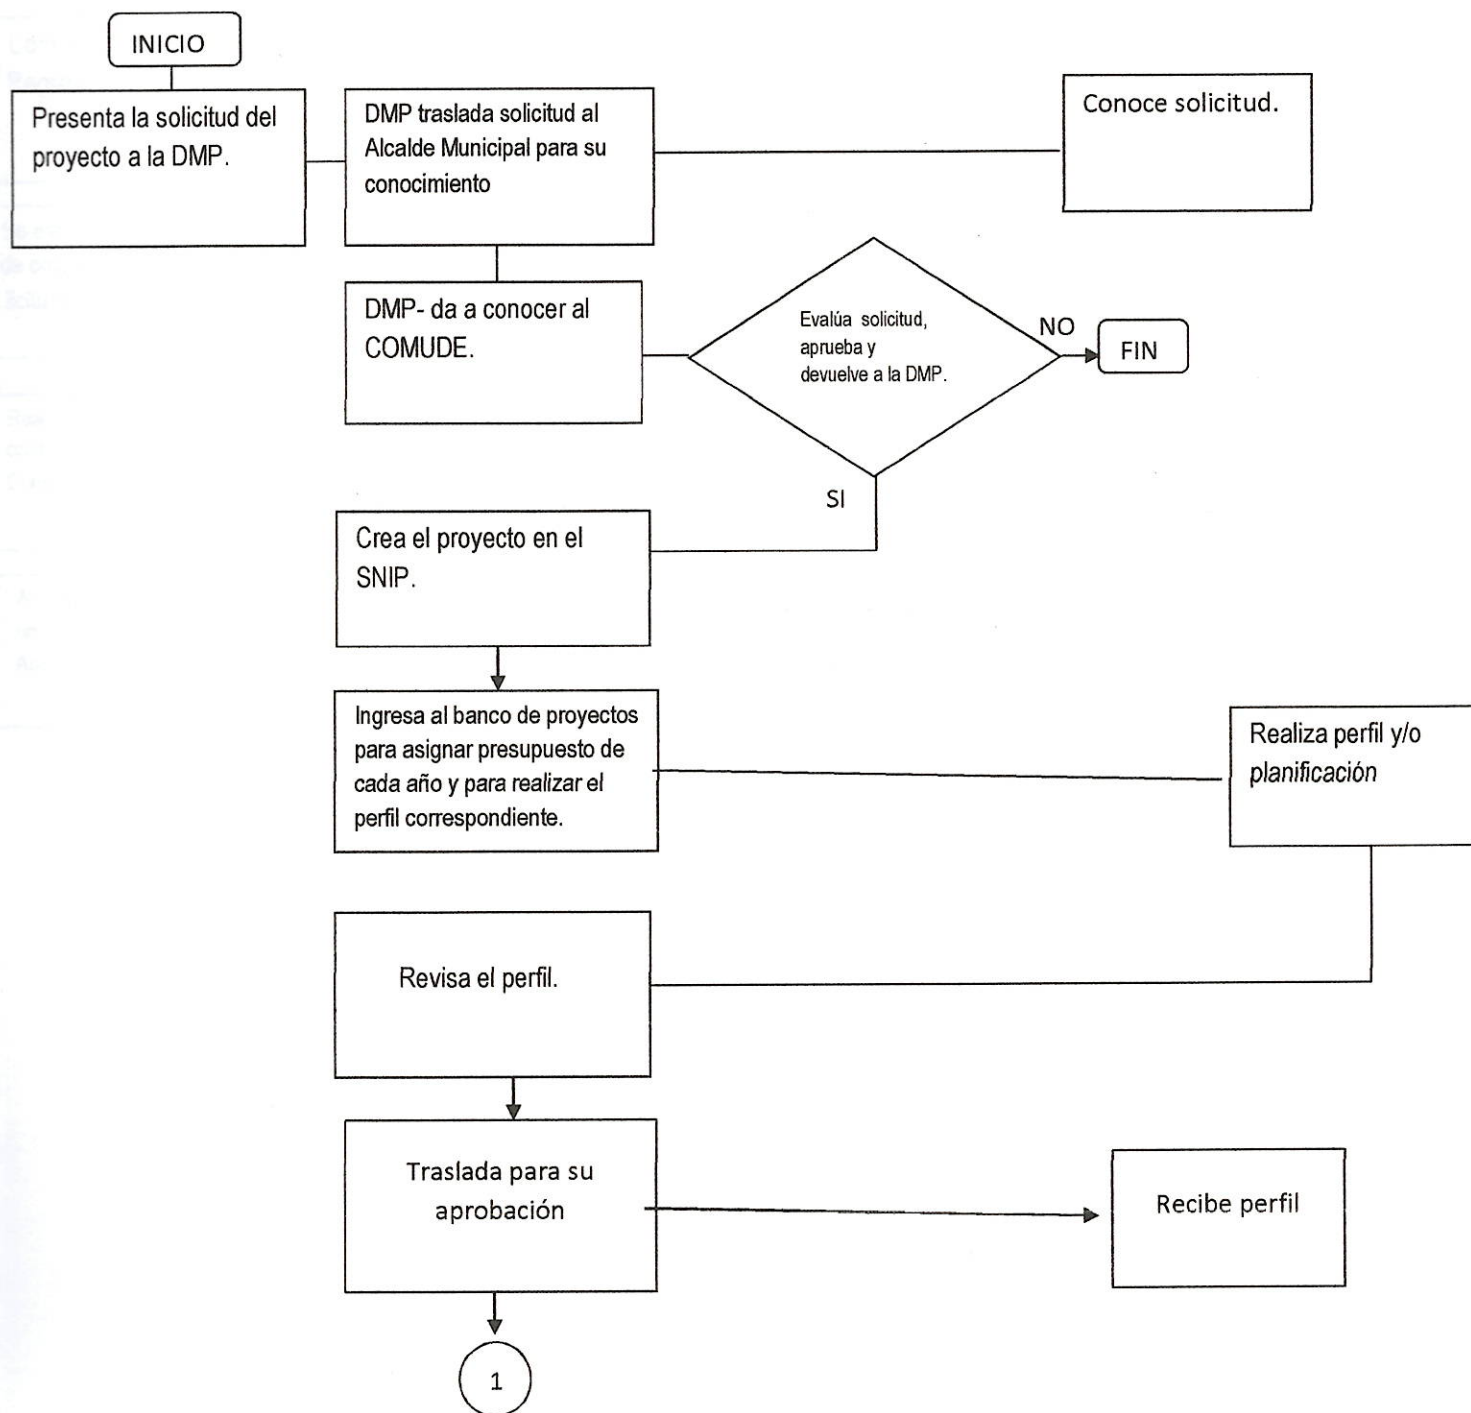 INICIO
Presenta la solicitud del
proyecto a la DMP.
DMP traslada solicitud al
Alcalde Municipal para su
conocimiento
Conoce solicitud.
DMP- da a conocer al
COMUDE.
Evalúa solicitud,
aprueba y
devuelve a la DMP.
NO
FIN
SI
Crea el proyecto en el
SNIP.
Ingresa al banco de proyectos
para asignar presupuesto de
cada año y para realizar el
perfil correspondiente.
Realiza perfil y/o
planificación
Revisa el perfil.
Traslada para su
aprobación
Recibe perfil
1